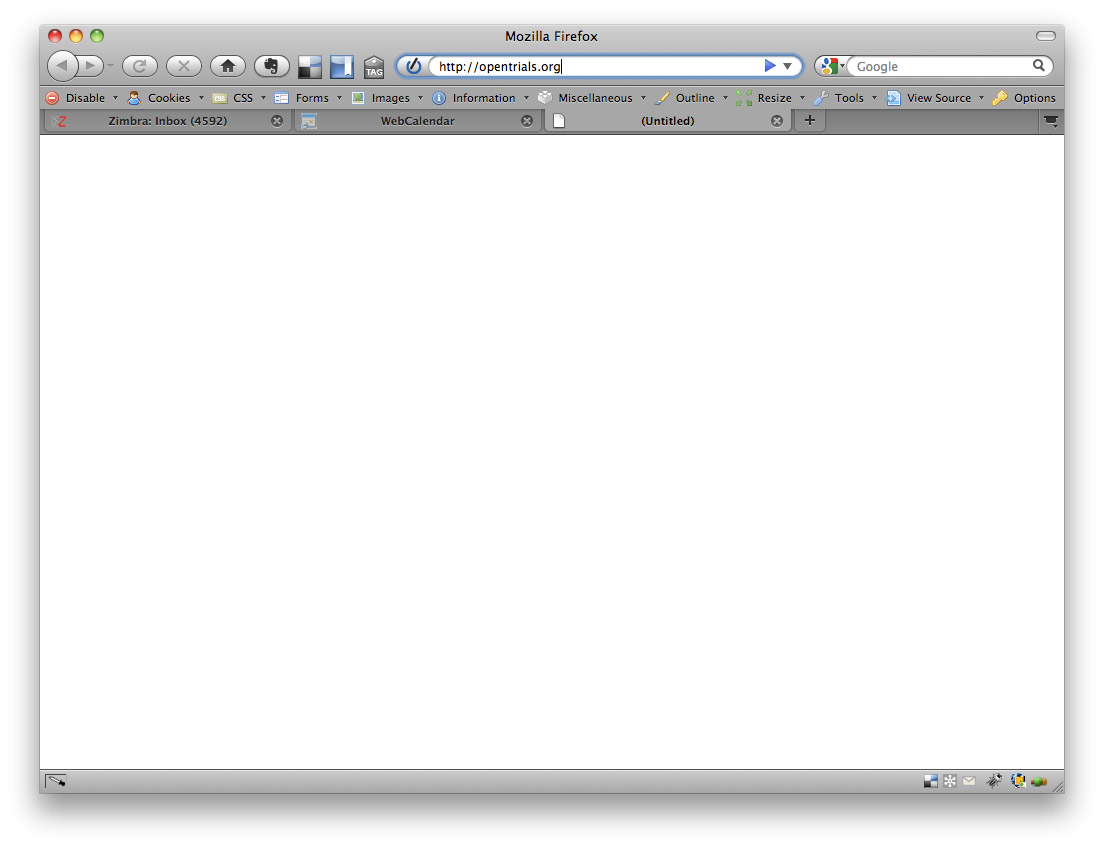 Mozilla Firefox
TAG http://opentrials.org Google
Disable Cookies CSS Forms Images Information Miscellaneous Outline Resize Tools View Source Options
Zimbra: Inbox (4592) WebCalendar (Untitled)